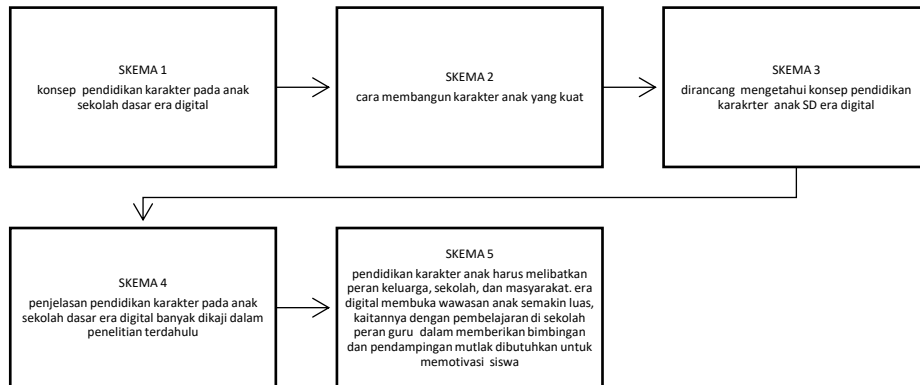 SKEMA 1
konsep pendidikan karakter pada anak
sekolah dasar era digital
SKEMA 2
cara membangun karakter anak yang kuat
SKEMA 3
dirancang mengetahui konsep pendidikan
karakrter anak SD era digital
SKEMA 4
penjelasan pendidikan karakter pada anak
sekolah dasar era digital banyak dikaji dalam
penelitian terdahulu
SKEMA 5
pendidikan karakter anak harus melibatkan
peran keluarga, sekolah, dan masyarakat. era
digital membuka wawasan anak semakin luas,
kaitannya dengan pembelajaran di sekolah
peran guru dalam memberikan bimbingan
dan pendampingan mutlak dibutuhkan untuk
memotivasi siswa